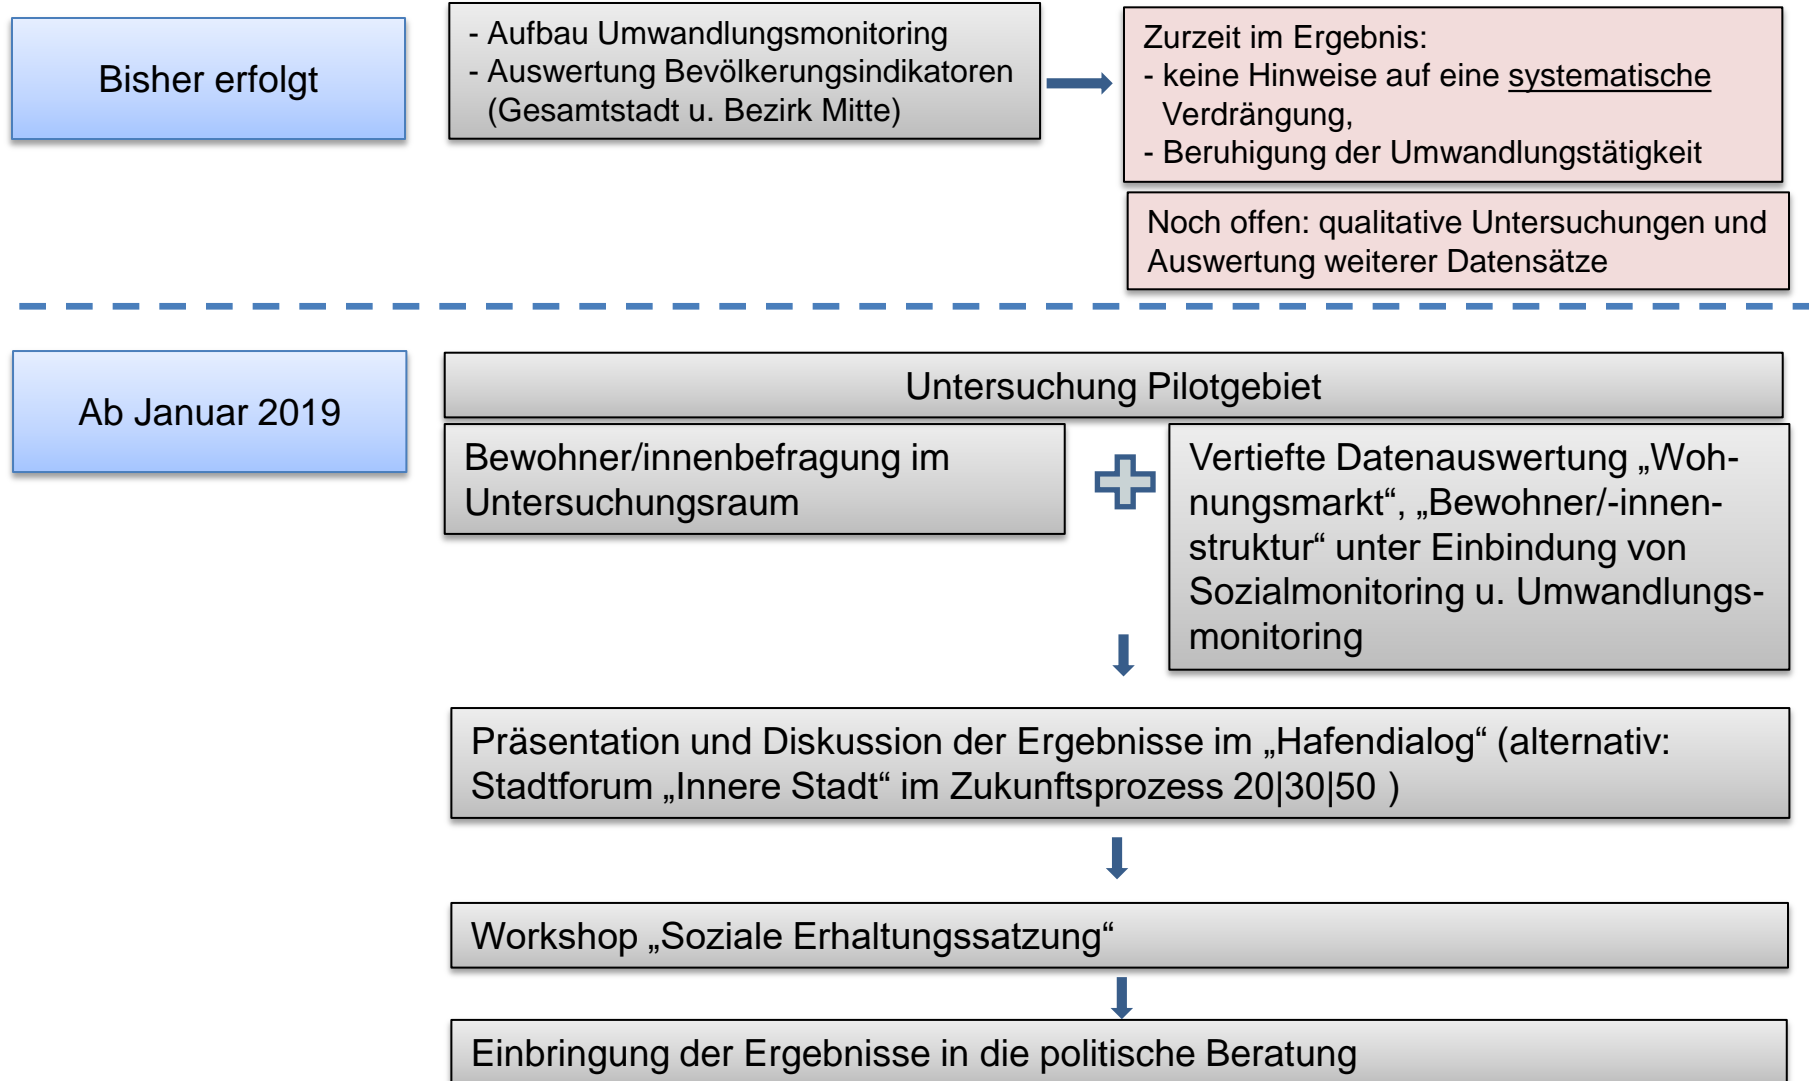 Bisher erfolgt
- Aufbau Umwandlungsmonitoring
- Auswertung Bevölkerungsindikatoren
(Gesamtstadt u. Bezirk Mitte)
Zurzeit im Ergebnis:
- keine Hinweise auf eine systematische
Verdrängung,
- Beruhigung der Umwandlungstätigkeit
Noch offen: qualitative Untersuchungen und
Auswertung weiterer Datensätze
Ab Januar 2019
Untersuchung Pilotgebiet
Bewohner/innenbefragung im
Untersuchungsraum
Vertiefte Datenauswertung „Woh-
nungsmarkt“, „Bewohner/-innen-
struktur“ unter Einbindung von
Sozialmonitoring u. Umwandlungs-
monitoring
Präsentation und Diskussion der Ergebnisse im „Hafendialog“ (alternativ:
Stadtforum „Innere Stadt“ im Zukunftsprozess 20|30|50 )
Workshop „Soziale Erhaltungssatzung“
Einbringung der Ergebnisse in die politische Beratung